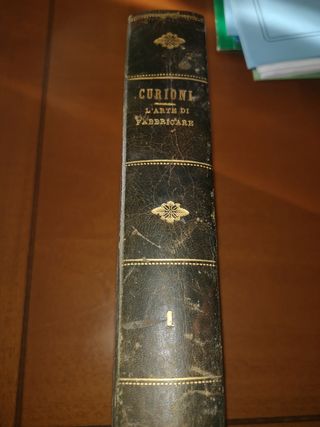 CURIONI
L'ARTE DI
FABBRICARE
1